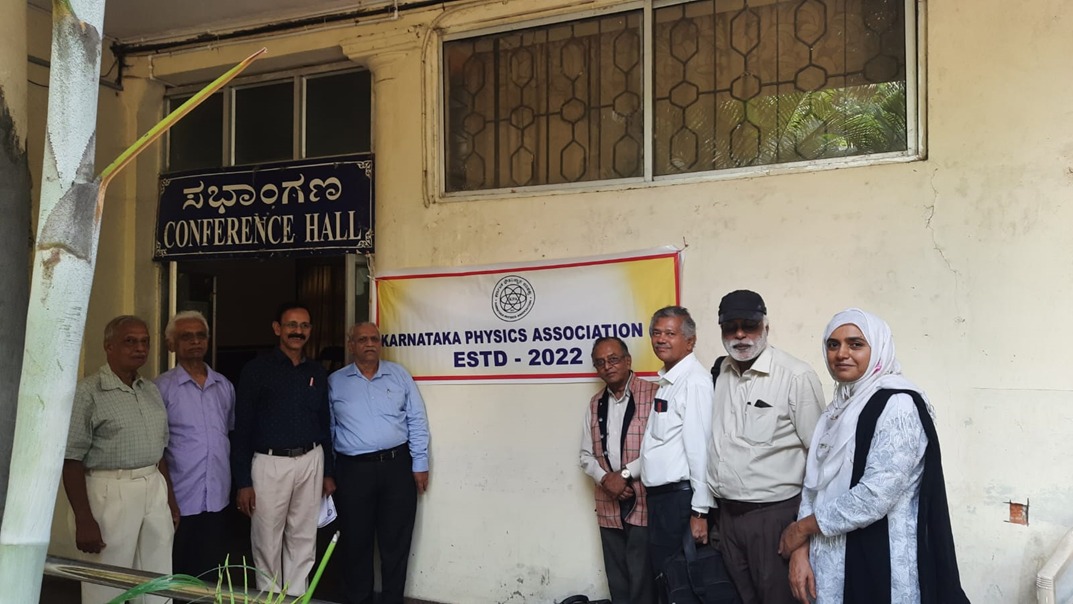 ಸಭಾಂಗಣ
CONFERENCE HALL
KARNATAKA PHYSICS ASSOCIATION
ESTD - 2022